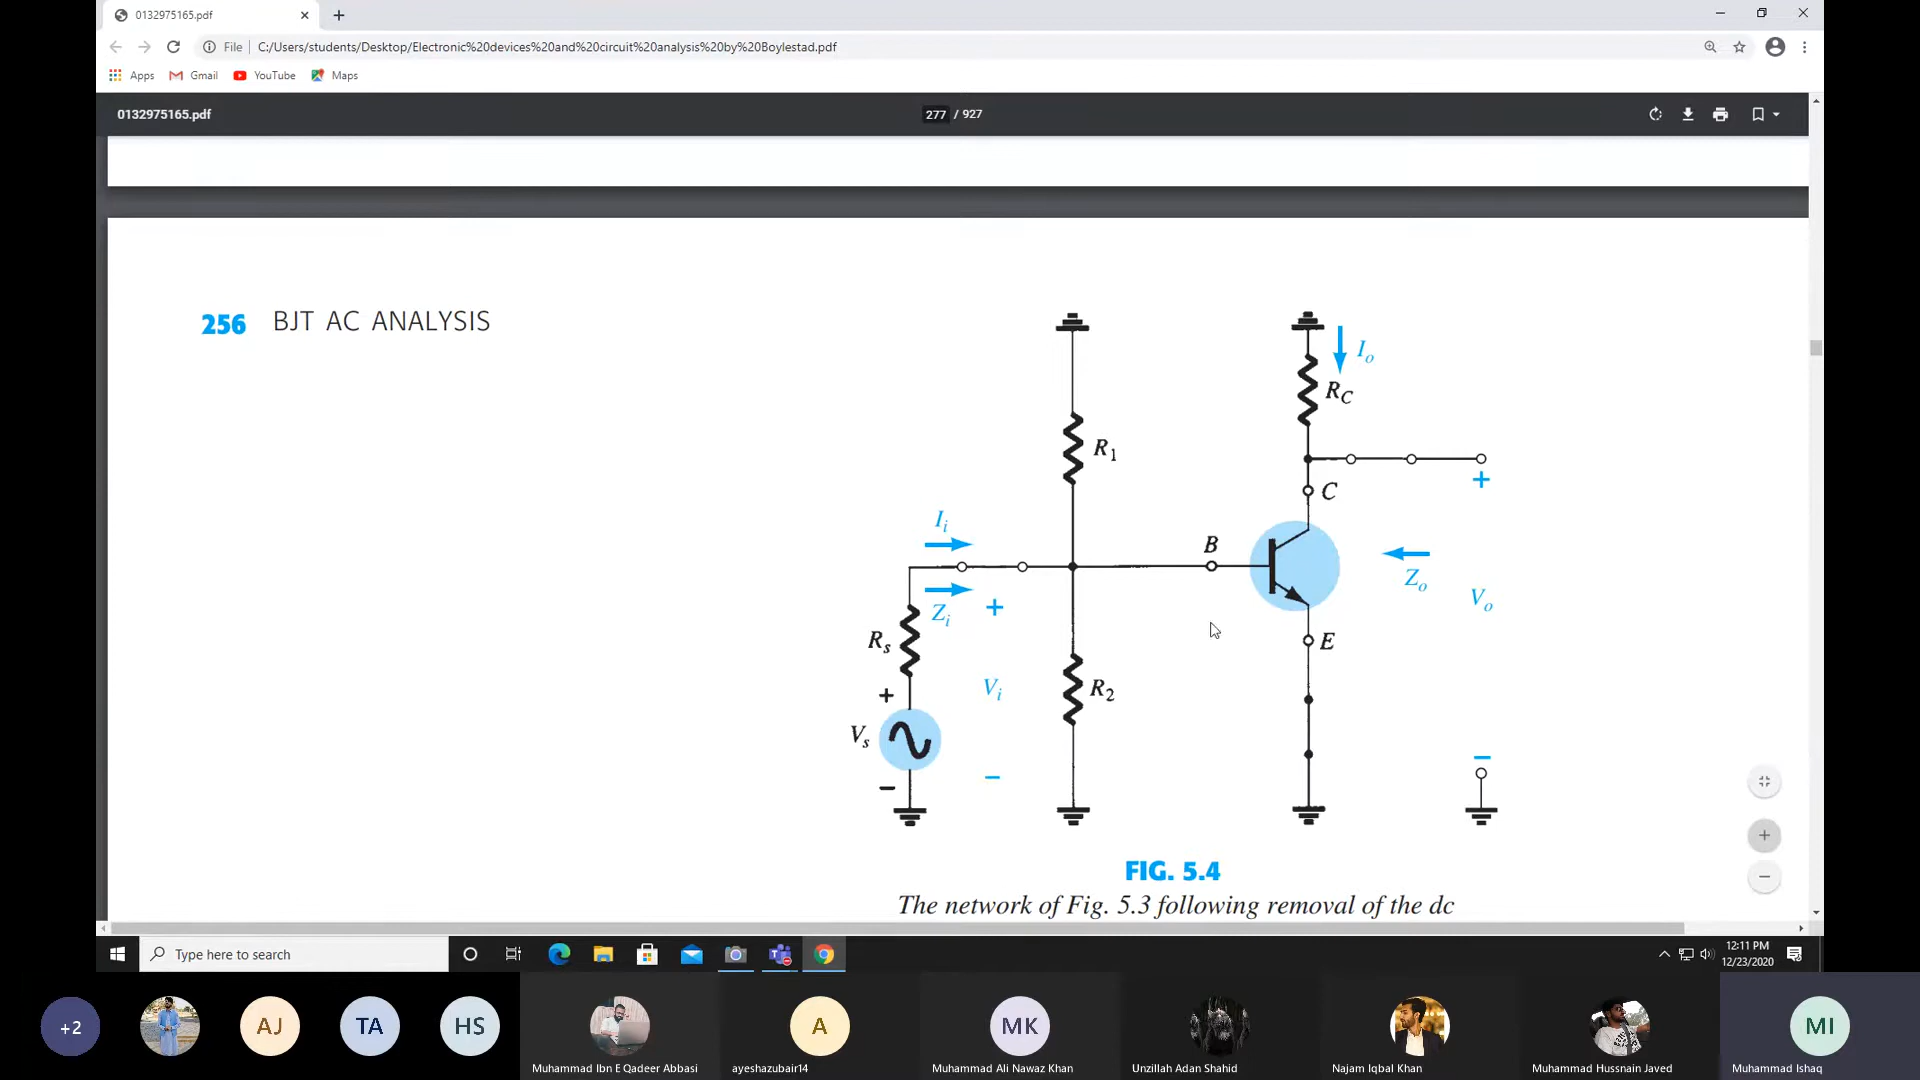 0132975165.pdf
File C:/Users/students/Desktop/Electronic%20devices%20and%20circuit%20analysis%20by%20Boylestad.pdf
Apps Gmail YouTube Maps
0132975165.pdf 277 / 927
256 BJT AC ANALYSIS
Io
RC
R1
+
C
Ii
B
Zi
+
Zo
Vo
Rs
E
+
Vi
R2
Vs
−
−
−
FIG. 5.4
The network of Fig. 5.3 following removal of the dc
Type here to search
12:11 PM
12/23/2020
+2
AJ
TA
HS
A
MK
MI
Muhammad Ibn E Qadeer Abbasi
ayeshazubair14
Muhammad Ali Nawaz Khan
Unzillah Adan Shahid
Najam Iqbal Khan
Muhammad Hussnain Javed
Muhammad Ishaq